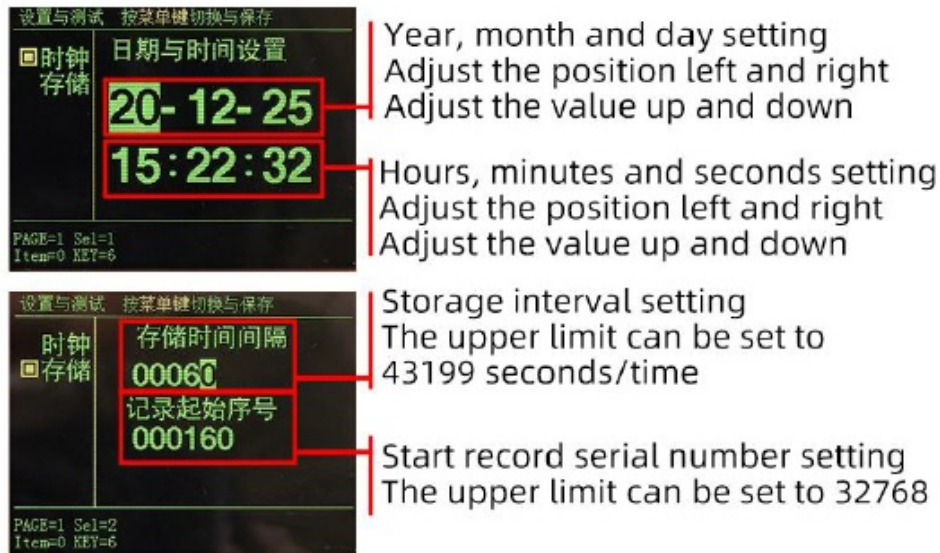 设置与测试 按菜单键切换与保存
时钟
存储
日期与时间设置
20-12-25
15:22:32
PAGE=1 Sel=1
Item=0 KEY=6
Year, month and day setting
Adjust the position left and right
Adjust the value up and down
Hours, minutes and seconds setting
Adjust the position left and right
Adjust the value up and down
设置与测试 按菜单键切换与保存
时钟
存储
存储时间间隔
00060
记录起始序号
000160
PAGE=1 Sel=2
Item=0 KEY=6
Storage interval setting
The upper limit can be set to
43199 seconds/time
Start record serial number setting
The upper limit can be set to 32768